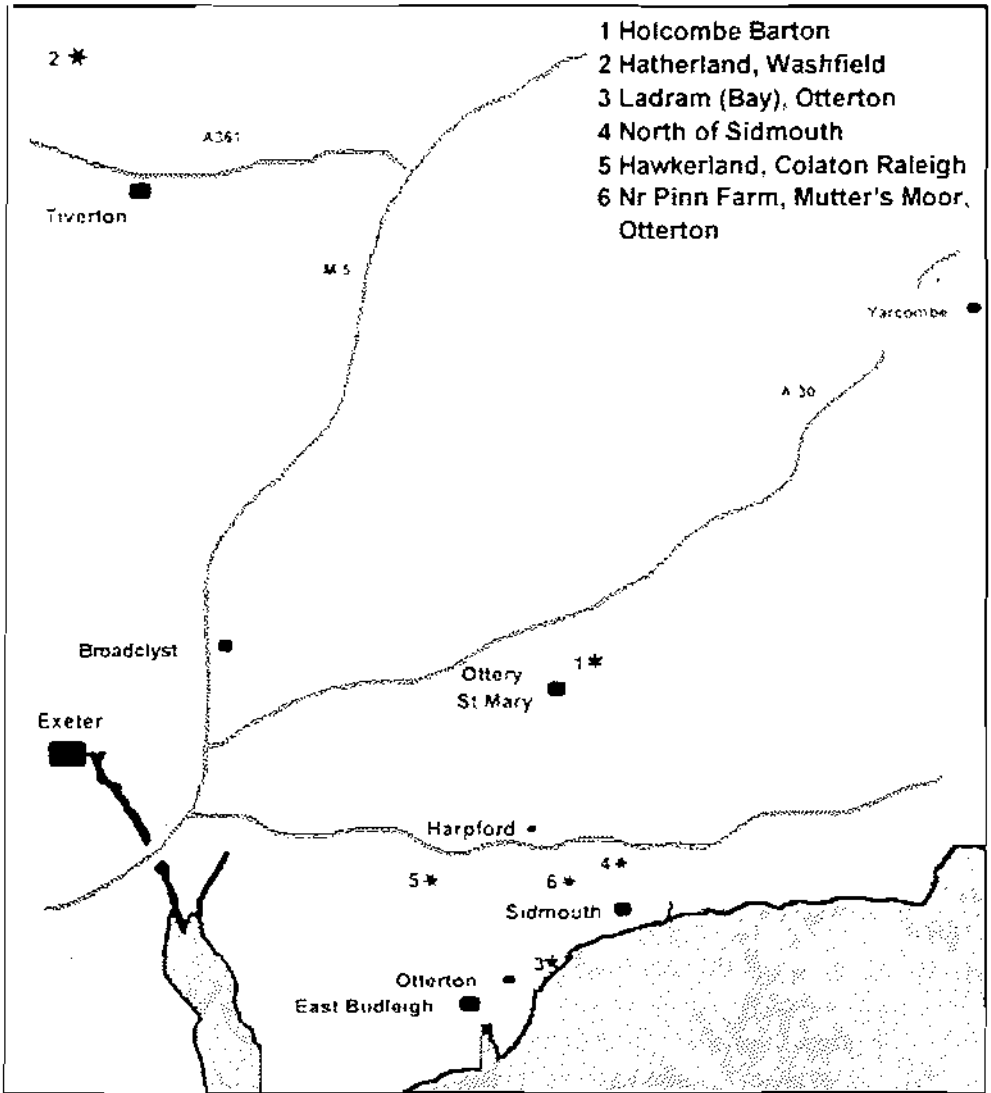 1 Holcombe Barton
2 Hatherland, Washfield
3 Ladram (Bay), Otterton
4 North of Sidmouth
5 Hawkerland, Colaton Raleigh
6 Nr Pinn Farm, Mutter's Moor,
Otterton
2
A361
Tiverton
M 5
Yarcombe
A 30
Broadclyst
1
Ottery
St Mary
Exeter
Harpford
4
5
6
Sidmouth
3
Otterton
East Budleigh